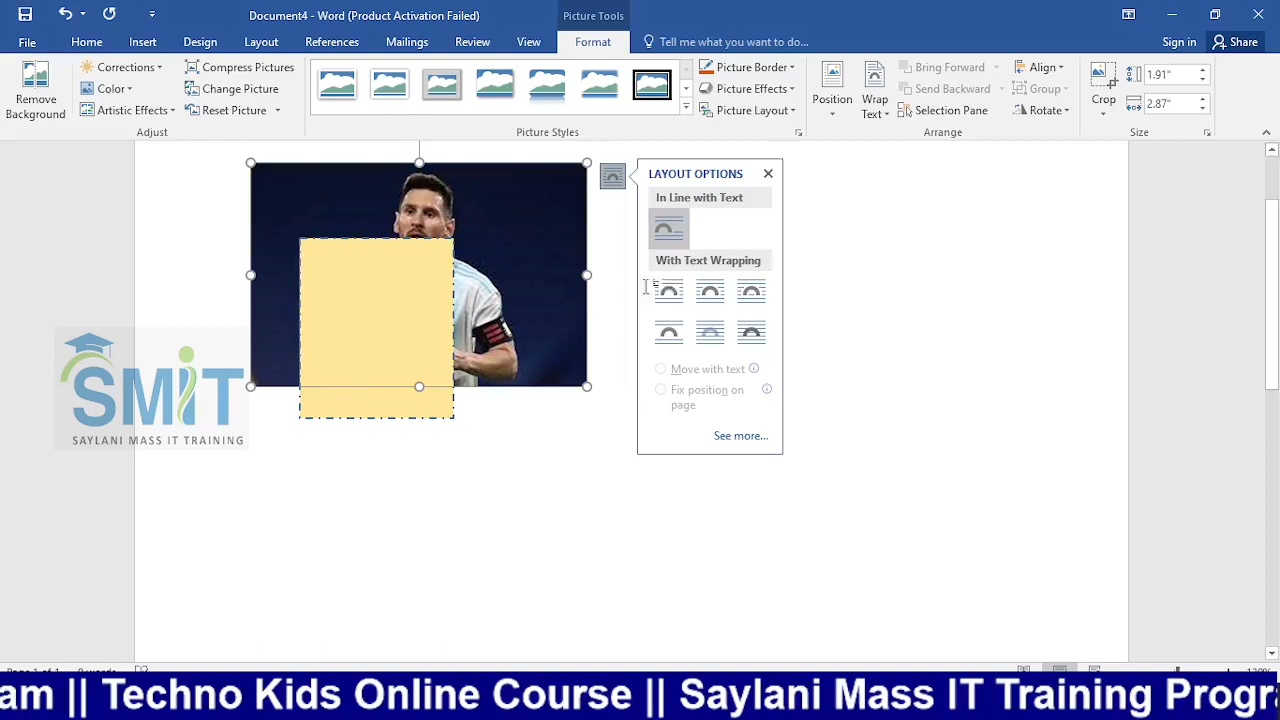 Document4 - Word (Product Activation Failed)
Picture Tools
File Home Insert Design Layout References Mailings Review View Format Tell me what you want to do... Sign in Share
Remove Background
Corrections
Color
Artistic Effects
Compress Pictures
Change Picture
Reset Picture
Adjust
Picture Styles
Picture Border
Picture Effects
Picture Layout
Position
Wrap Text
Bring Forward
Send Backward
Selection Pane
Align
Group
Rotate
Arrange
Crop
1.91"
2.87"
Size
LAYOUT OPTIONS
In Line with Text
With Text Wrapping
Move with text
Fix position on
page
See more...
SMIT
SAYLANI MASS IT TRAINING
am || Techno Kids Online Course || Saylani Mass IT Training Progra